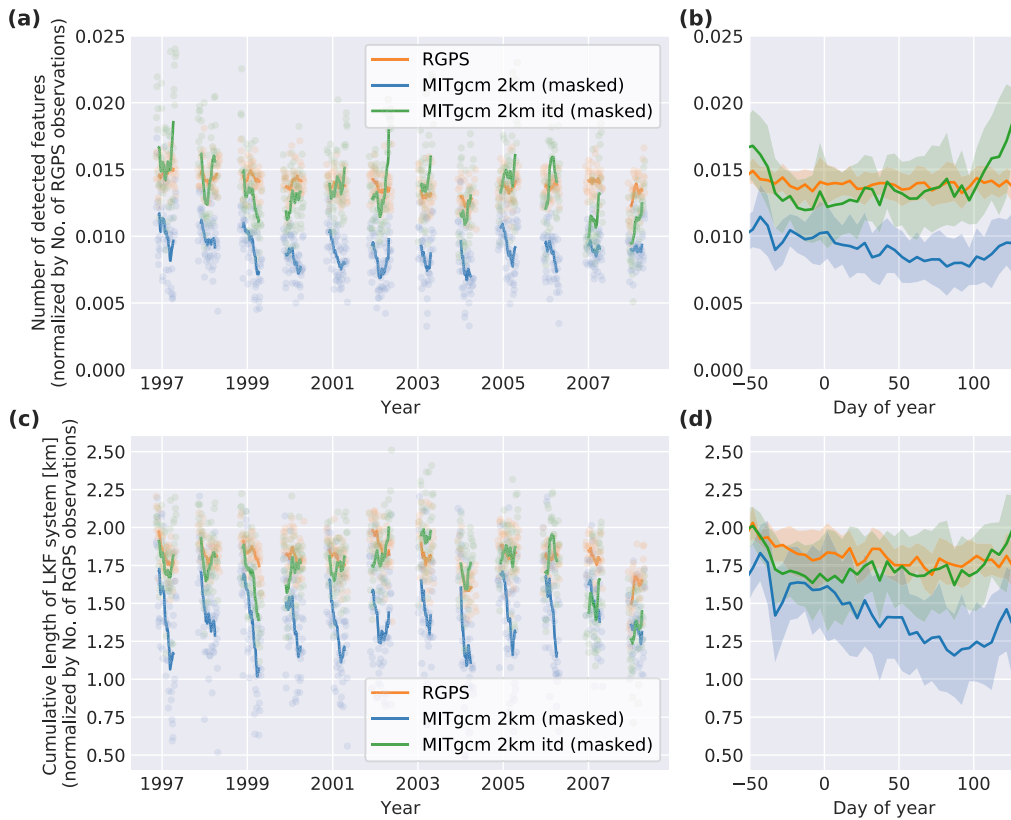 (a)
(b)
Number of detected features
(normalized by No. of RGPS observations)
0.025
0.020
0.015
0.010
0.005
0.000
RGPS
MITgcm 2km (masked)
MITgcm 2km itd (masked)
1997 1999 2001 2003 2005 2007
Year
0.025
0.020
0.015
0.010
0.005
0.000
−50 0 50 100
Day of year
(c)
(d)
Cumulative length of LKF system [km]
(normalized by No. of RGPS observations)
2.50
2.25
2.00
1.75
1.50
1.25
1.00
0.75
0.50
RGPS
MITgcm 2km (masked)
MITgcm 2km itd (masked)
1997 1999 2001 2003 2005 2007
Year
2.50
2.25
2.00
1.75
1.50
1.25
1.00
0.75
0.50
−50 0 50 100
Day of year